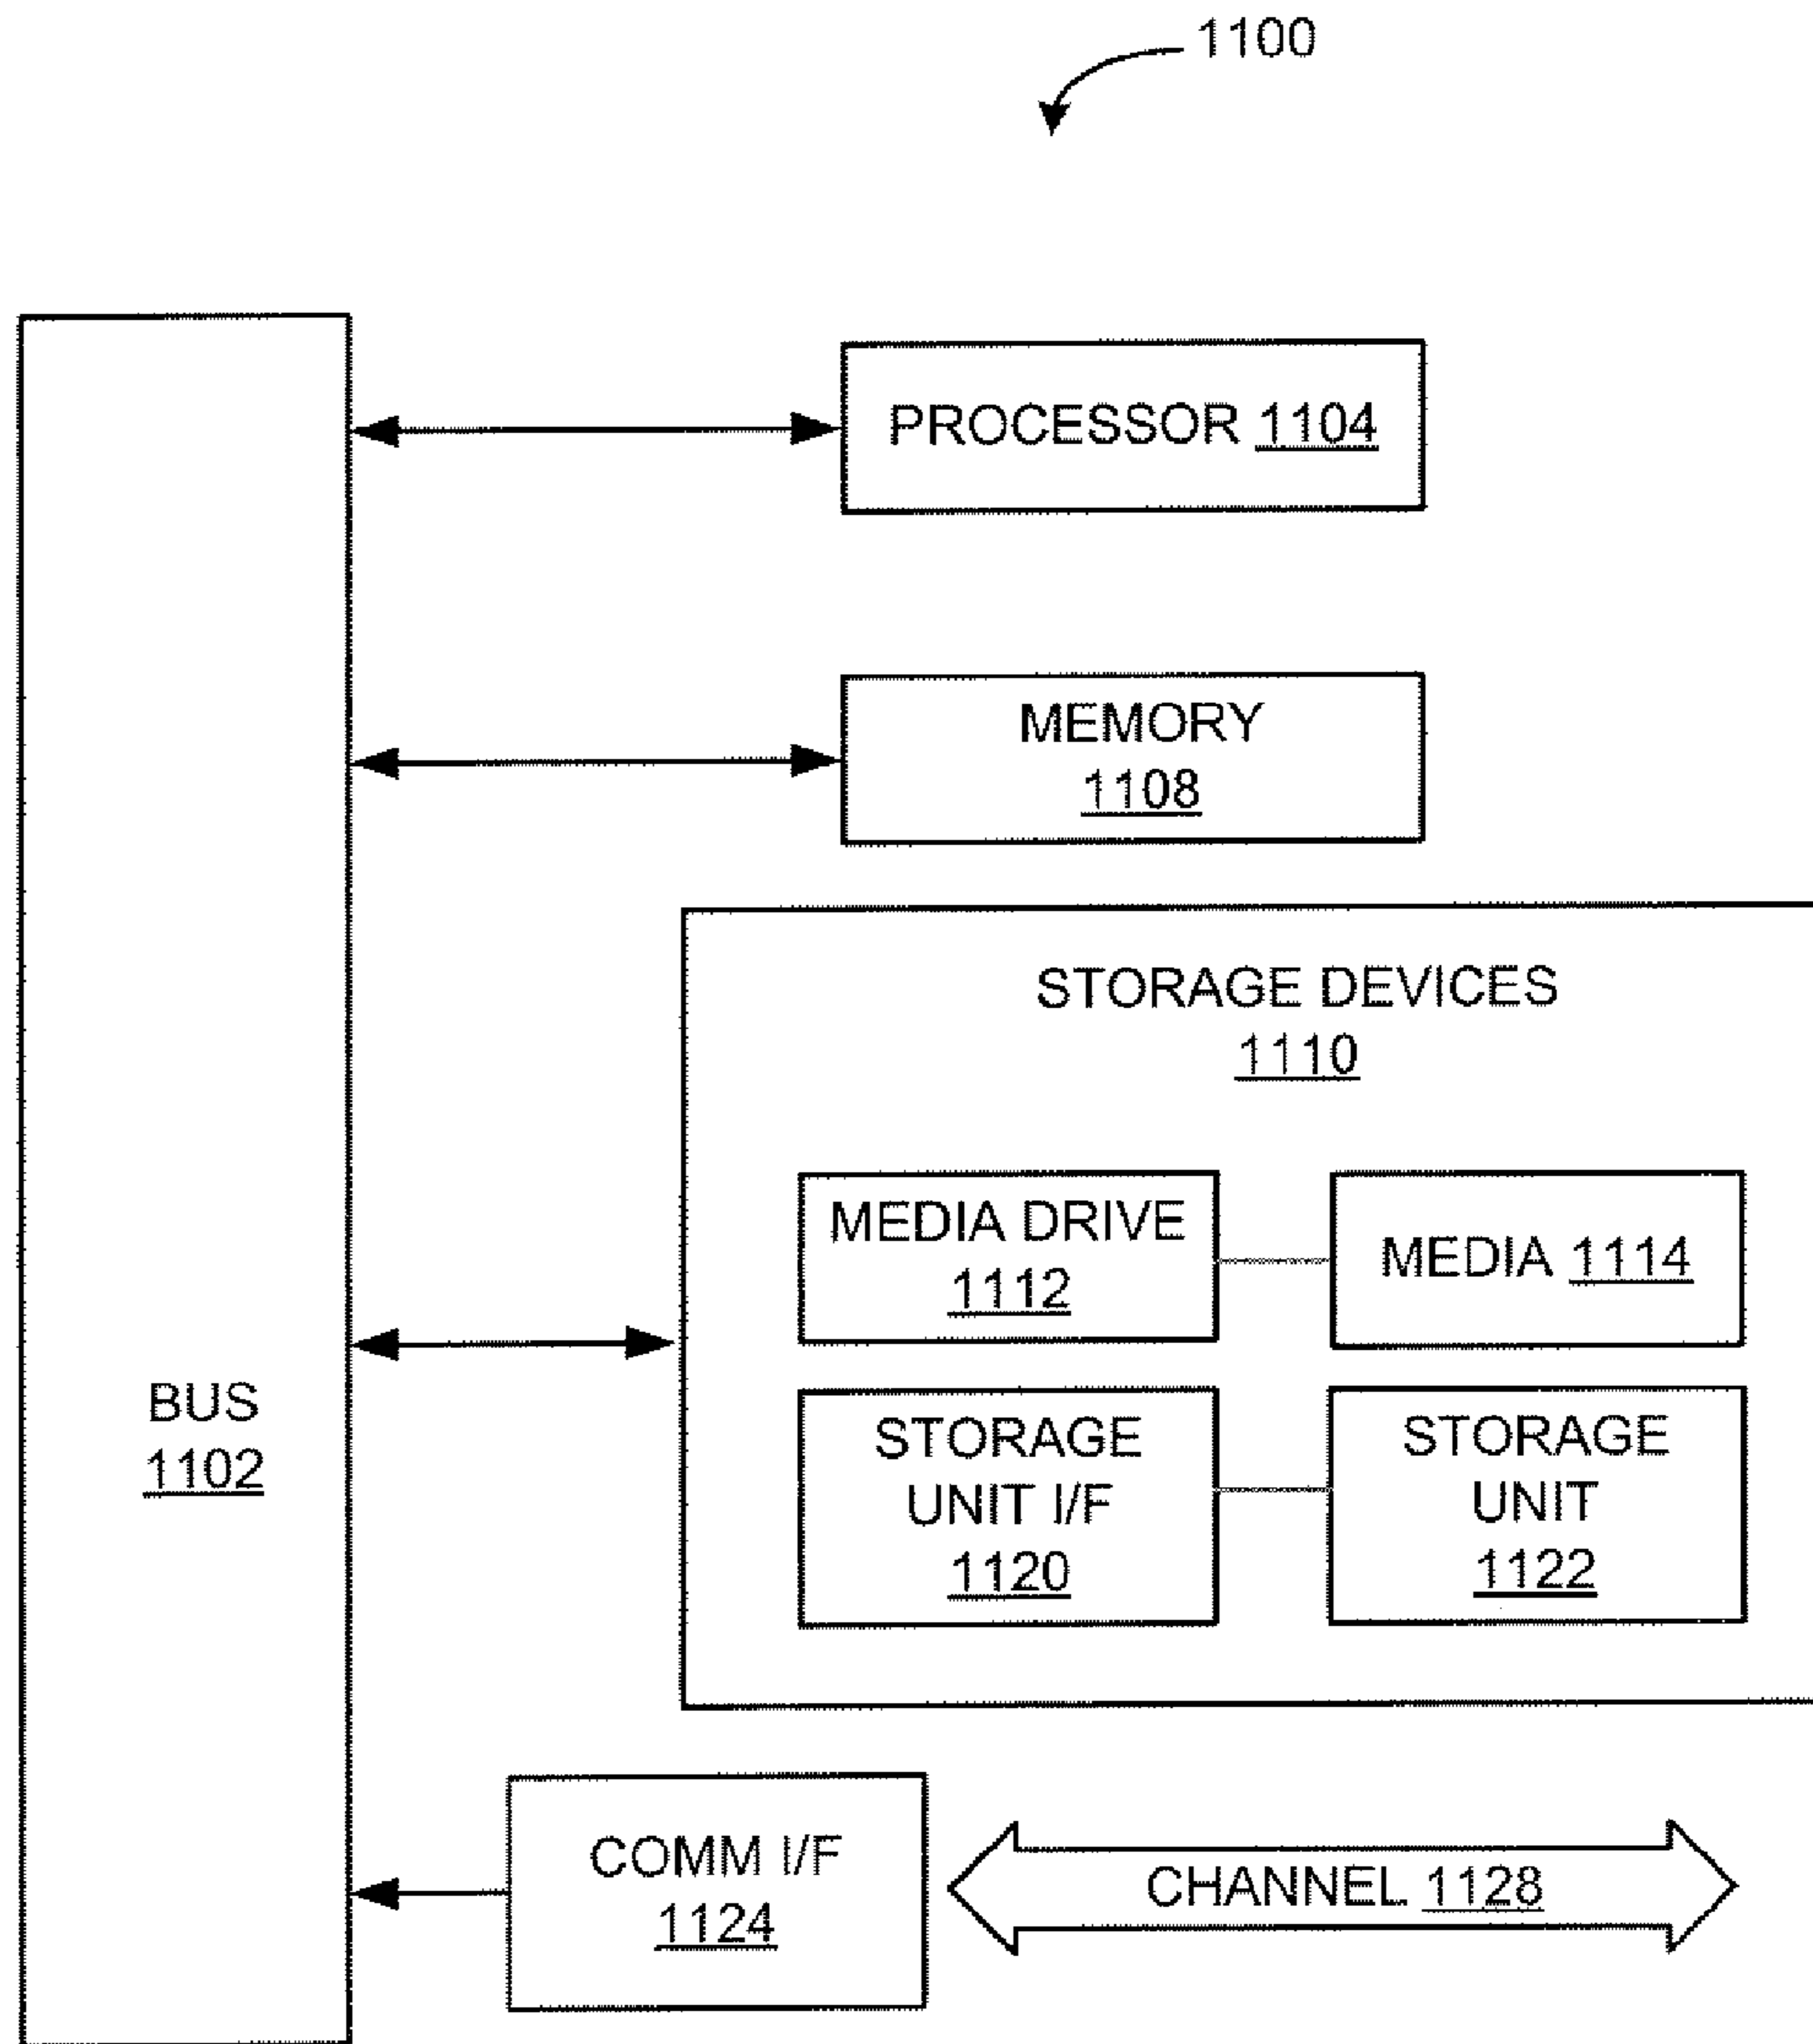 1100
PROCESSOR 1104
MEMORY
1108
STORAGE DEVICES
1110
MEDIA DRIVE
1112
MEDIA 1114
BUS
1102
STORAGE
UNIT I/F
1120
STORAGE
UNIT
1122
COMM I/F
1124
CHANNEL 1128